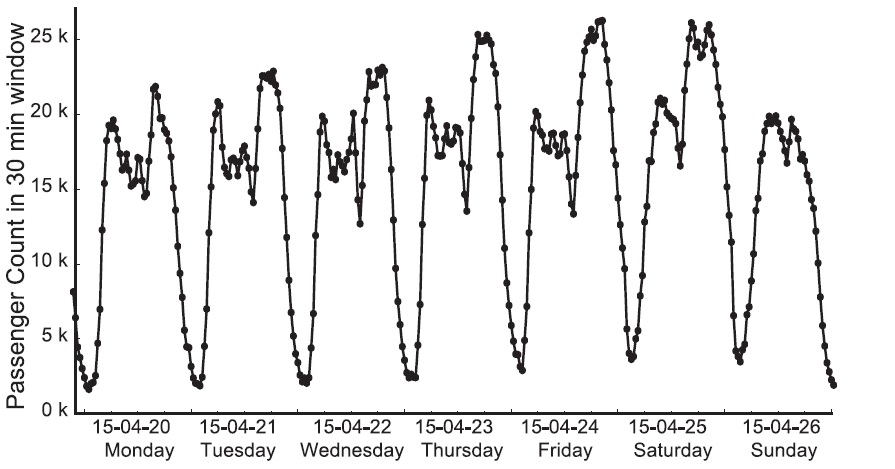 Passenger Count in 30 min window
25 k
20 k
15 k
10 k
5 k
0 k
15-04-20 15-04-21 15-04-22 15-04-23 15-04-24 15-04-25 15-04-26
Monday Tuesday Wednesday Thursday Friday Saturday Sunday